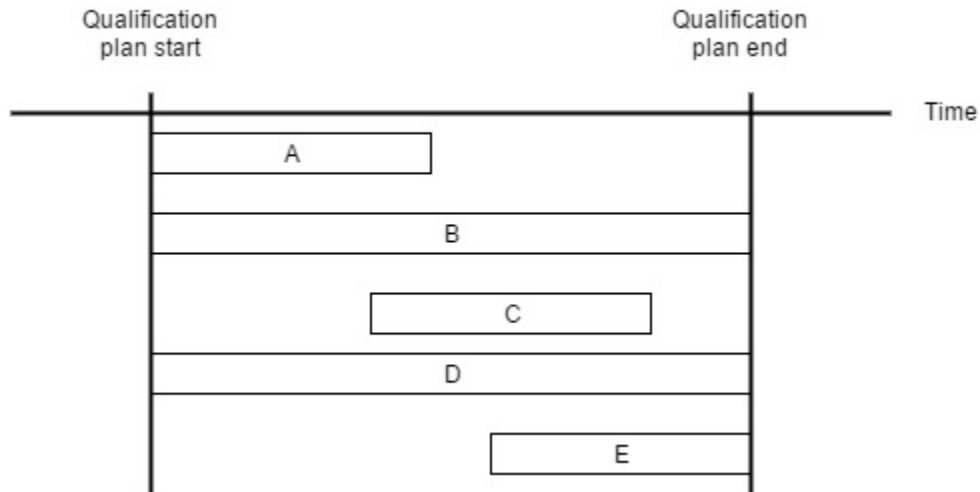 Qualification
plan start
Qualification
plan end
Time
A
B
C
D
E